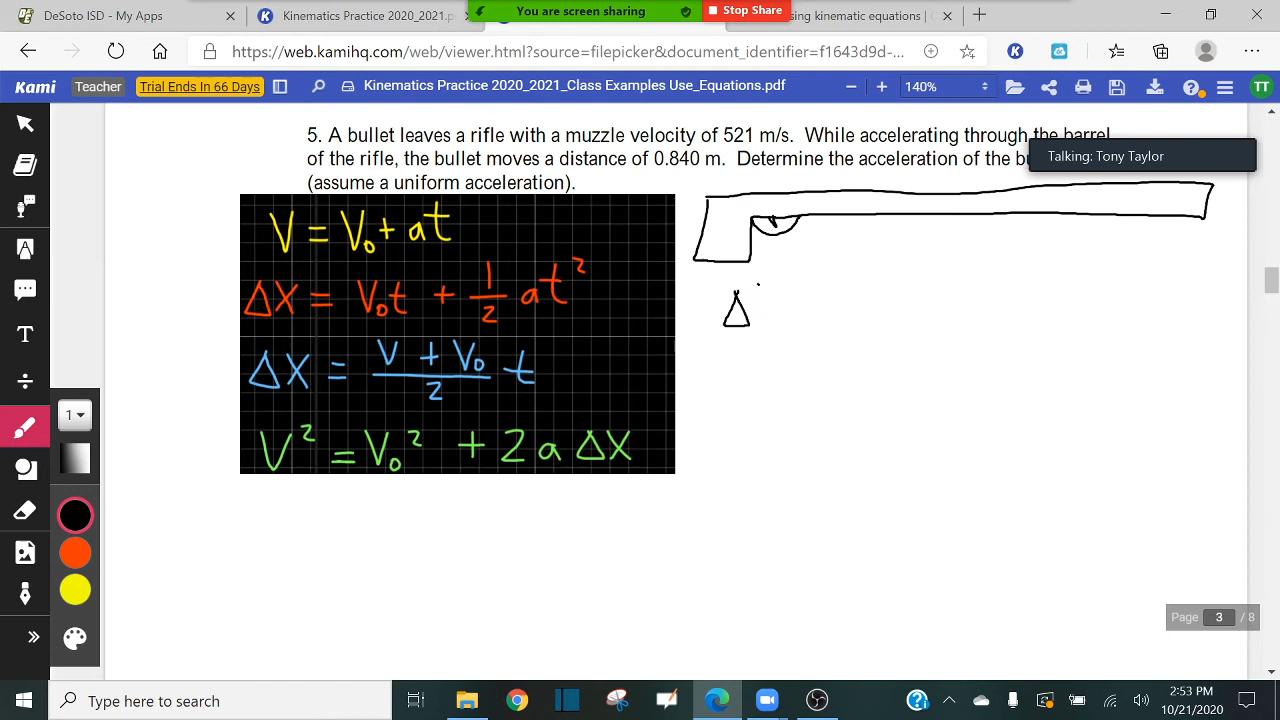 DeSoto ISD - My Apps
Kinematics Practice 2020_2021.p
You are screen sharing
Stop Share
sing kinematic equations | C
https://web.kamihq.com/web/viewer.html?source=filepicker&document_identifier=f1643d9d-...
Kami
Teacher
Trial Ends In 66 Days
Kinematics Practice 2020_2021_Class Examples Use_Equations.pdf
140%
TT
5. A bullet leaves a rifle with a muzzle velocity of 521 m/s. While accelerating through the barrel
of the rifle, the bullet moves a distance of 0.840 m. Determine the acceleration of the bu
Talking: Tony Taylor
(assume a uniform acceleration).
V = V₀ + at
ΔX = V₀t + 1/2 at²
ΔX = (V + V₀)/2 t
V² = V₀² + 2 a ΔX
Δ
1
Page 3 / 8
Type here to search
2:53 PM
10/21/2020